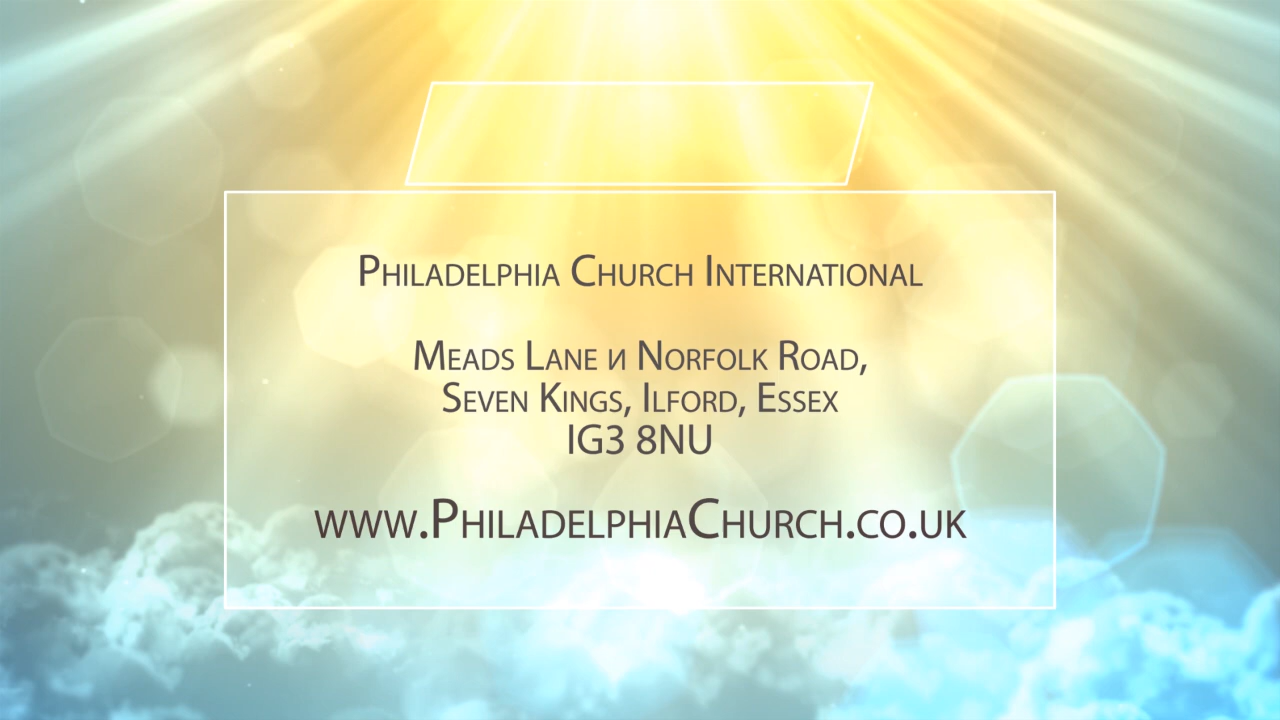 Philadelphia Church International
Meads Lane и Norfolk Road,
Seven Kings, Ilford, Essex
IG3 8NU
www.PhiladelphiaChurch.co.uk